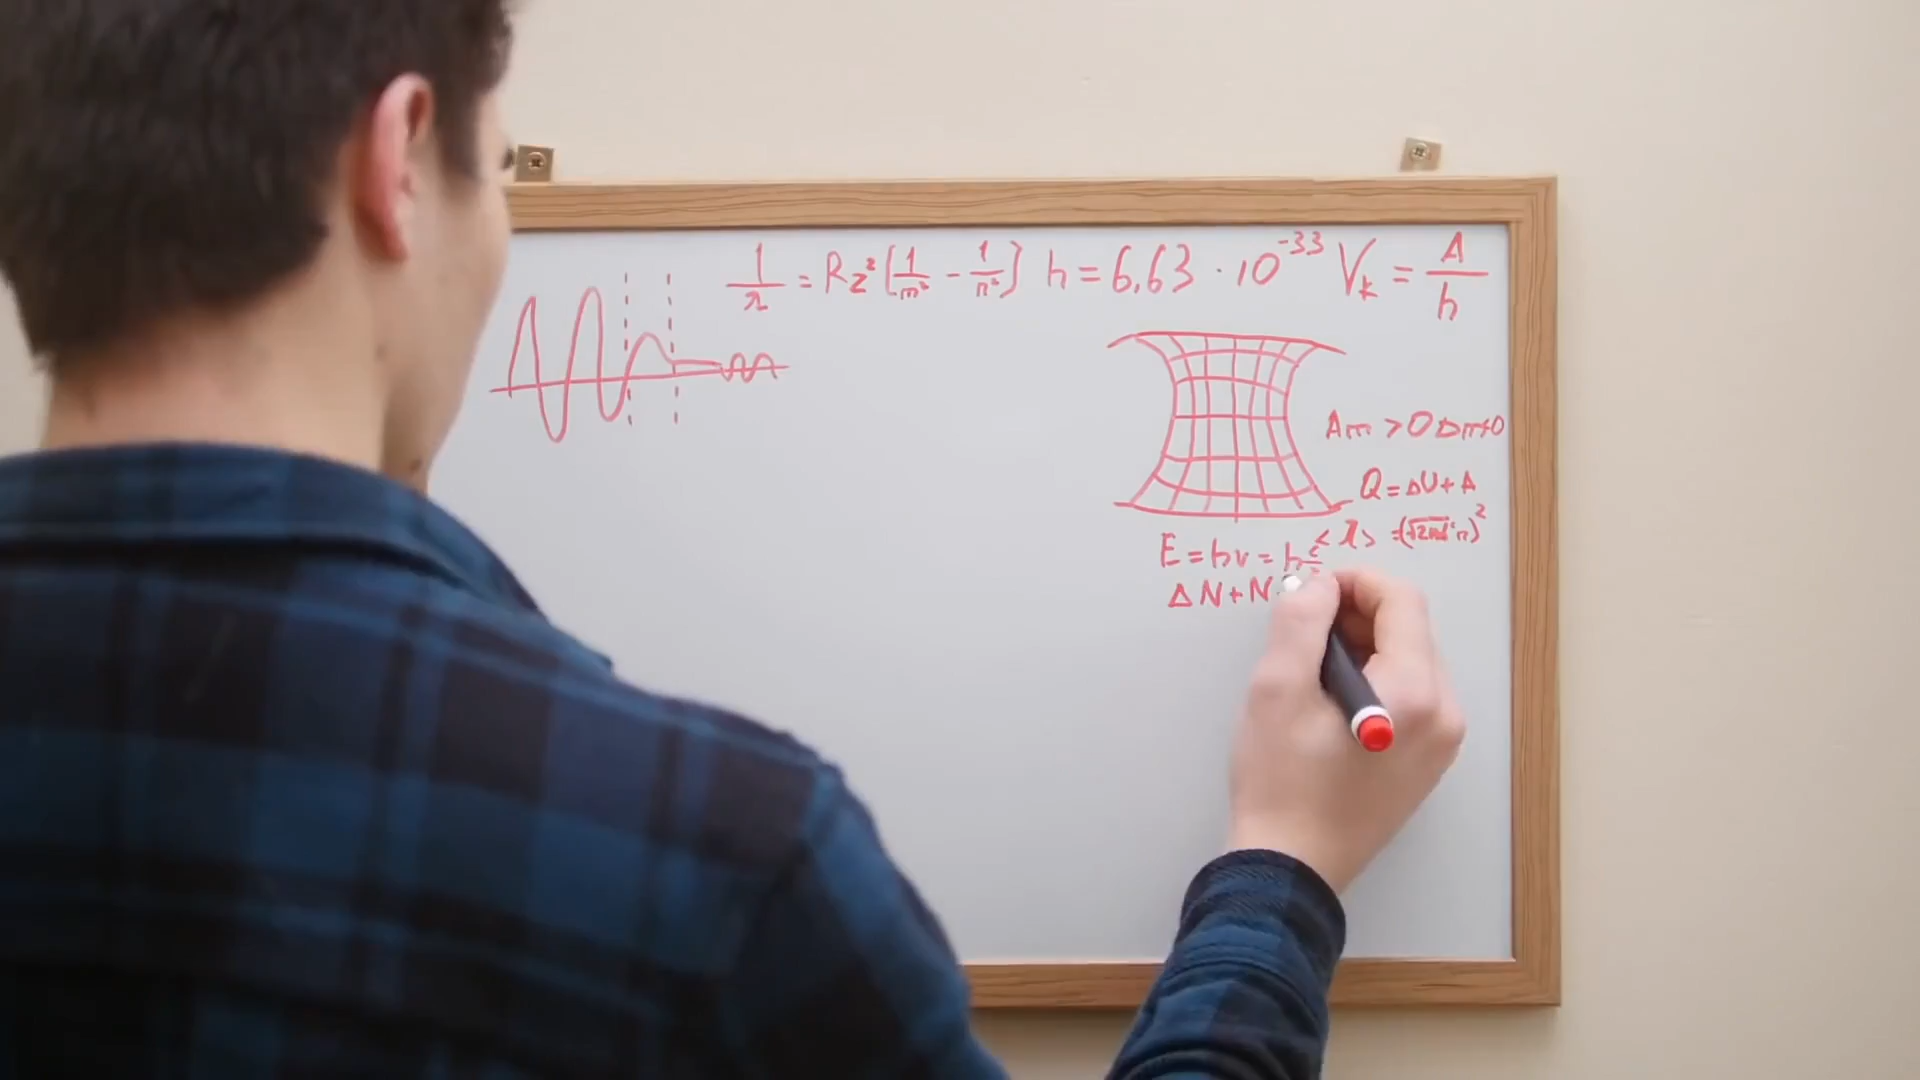 1/λ = Rz²[1/m² - 1/n²] h = 6,63 · 10⁻³³ Vₖ = A/h
Am > 0
Q = ΔU + A
E = hν = h
ΔN + N